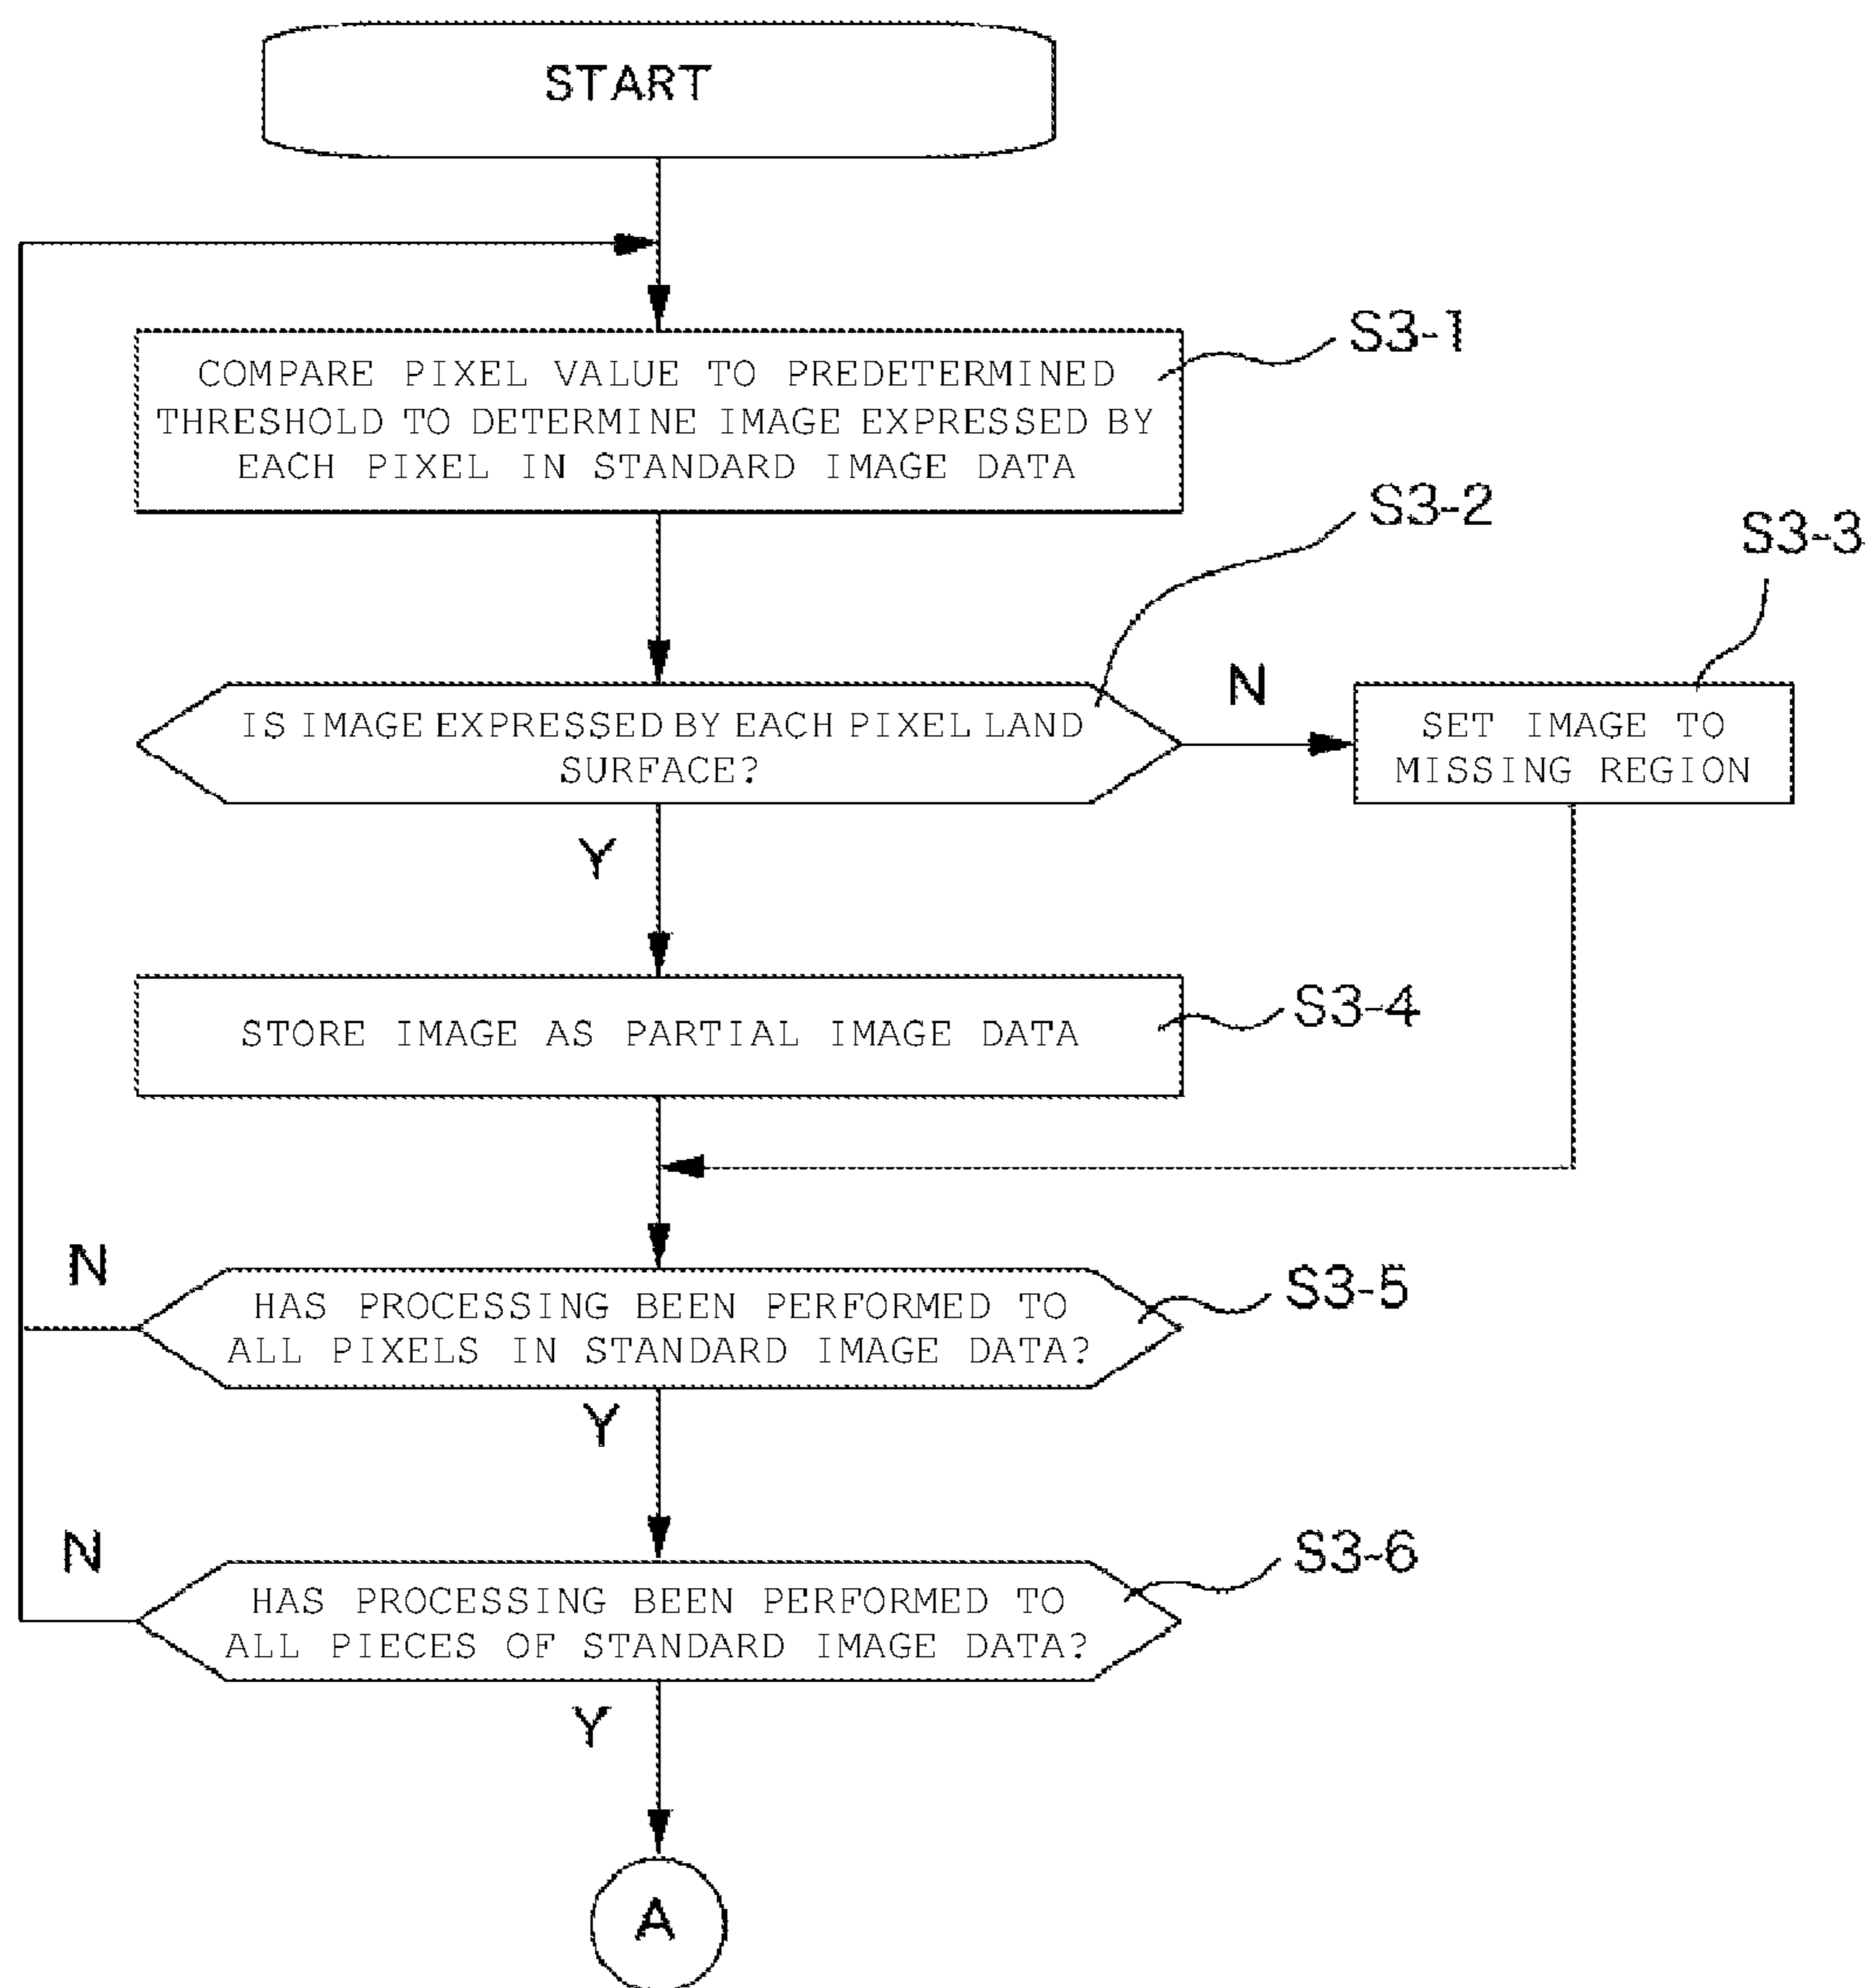 START
COMPARE PIXEL VALUE TO PREDETERMINED
THRESHOLD TO DETERMINE IMAGE EXPRESSED BY
EACH PIXEL IN STANDARD IMAGE DATA
S3-1
IS IMAGE EXPRESSED BY EACH PIXEL LAND
SURFACE?
S3-2
N
S3-3
SET IMAGE TO
MISSING REGION
Y
STORE IMAGE AS PARTIAL IMAGE DATA
S3-4
N
HAS PROCESSING BEEN PERFORMED TO
ALL PIXELS IN STANDARD IMAGE DATA?
S3-5
Y
N
HAS PROCESSING BEEN PERFORMED TO
ALL PIECES OF STANDARD IMAGE DATA?
S3-6
Y
A